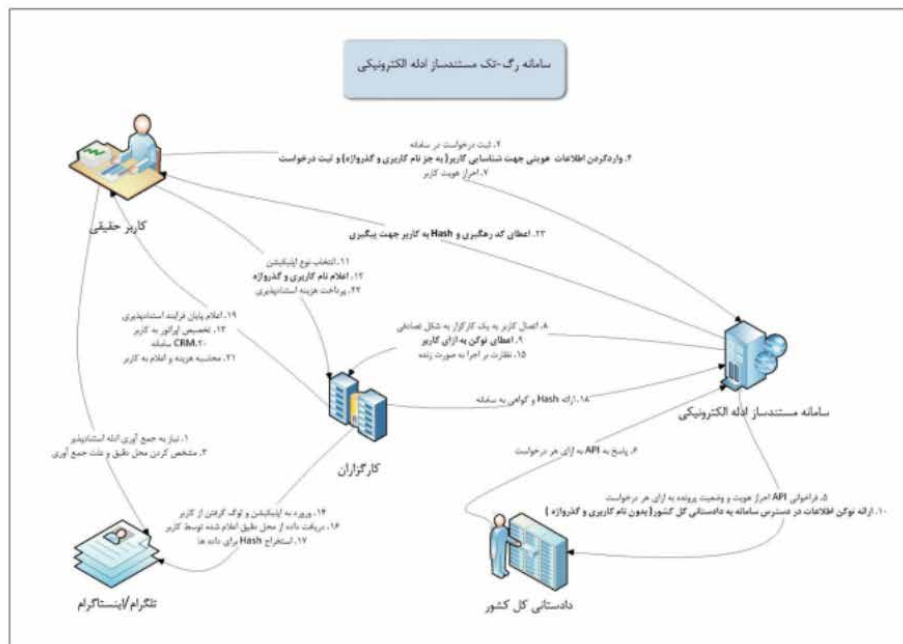 سامانه رگ-تک مستندساز ادله الکترونیکی
۲. ثبت درخواست در سامانه
۴. واردکردن اطلاعات هویتی جهت شناسایی کاربر( به جز نام کاربری و گذرواژه) و ثبت درخواست
۷. احراز هویت کاربر
کاربر حقیقی
۲۳. اعطای کد رهگیری و Hash به کاربر جهت پیگیری
۱۱. انتخاب نوع اپلیکیشن
۱۲. اعلام نام کاربری و گذرواژه
۲۲. پرداخت هزینه استنادپذیری
۱۹. اعلام پایان فرایند استنادپذیری
۱۳. تخصیص اپراتور به کاربر
۲۰. CRM سامانه
۲۱. محاسبه هزینه و اعلام به کاربر
۸. اتصال کاربر به یک کارگزار به شکل تصادفی
۹. اعطای توکن به ازای کاربر
۱۵. نظارت بر اجرا به صورت زنده
۱۸. ارائه Hash و گواهی به سامانه
سامانه مستندساز ادله الکترونیکی
کارگزاران
۱. نیاز به جمع آوری ادله استنادپذیر
۳. مشخص کردن محل دقیق و علت جمع آوری
۶. پاسخ به API به ازای هر درخواست
۱۴. ورورد به اپلیکیشن و لوگ گرفتن از کاربر
۱۶. دریافت داده از محل دقیق اعلام شده توسط کاربر
۱۷. استخراج Hash برای داده ها
۵. فراخوانی API احراز هویت و وضعیت پرونده به ازای هر درخواست
۱۰. ارائه توکن اطلاعات در دسترس سامانه به دادستانی کل کشور( بدون نام کاربری و گذرواژه )
تلگرام/اینستاگرام
دادستانی کل کشور